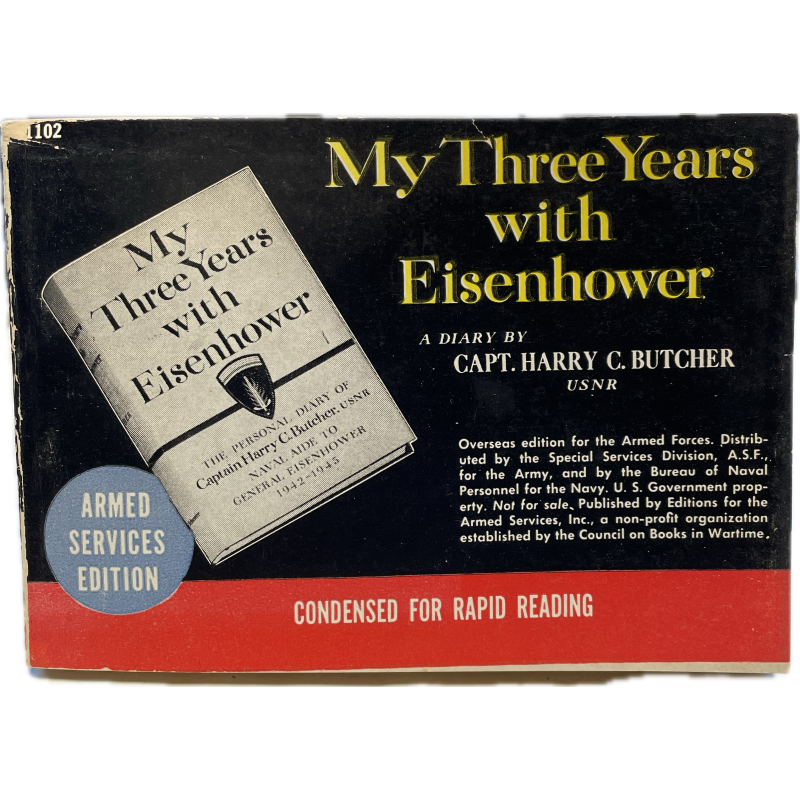 1102
My Three Years
with
Eisenhower
A DIARY BY
CAPT. HARRY C. BUTCHER
USNR
My
Three Years
with
Eisenhower
THE PERSONAL DIARY OF
Captain Harry C. Butcher, USNR
NAVAL AIDE TO
GENERAL EISENHOWER
1942-1945
Overseas edition for the Armed Forces. Distrib-
uted by the Special Services Division, A.S.F.,
for the Army, and by the Bureau of Naval
Personnel for the Navy. U. S. Government prop-
erty. Not for sale. Published by Editions for the
Armed Services, Inc., a non-profit organization
established by the Council on Books in Wartime.
ARMED
SERVICES
EDITION
CONDENSED FOR RAPID READING